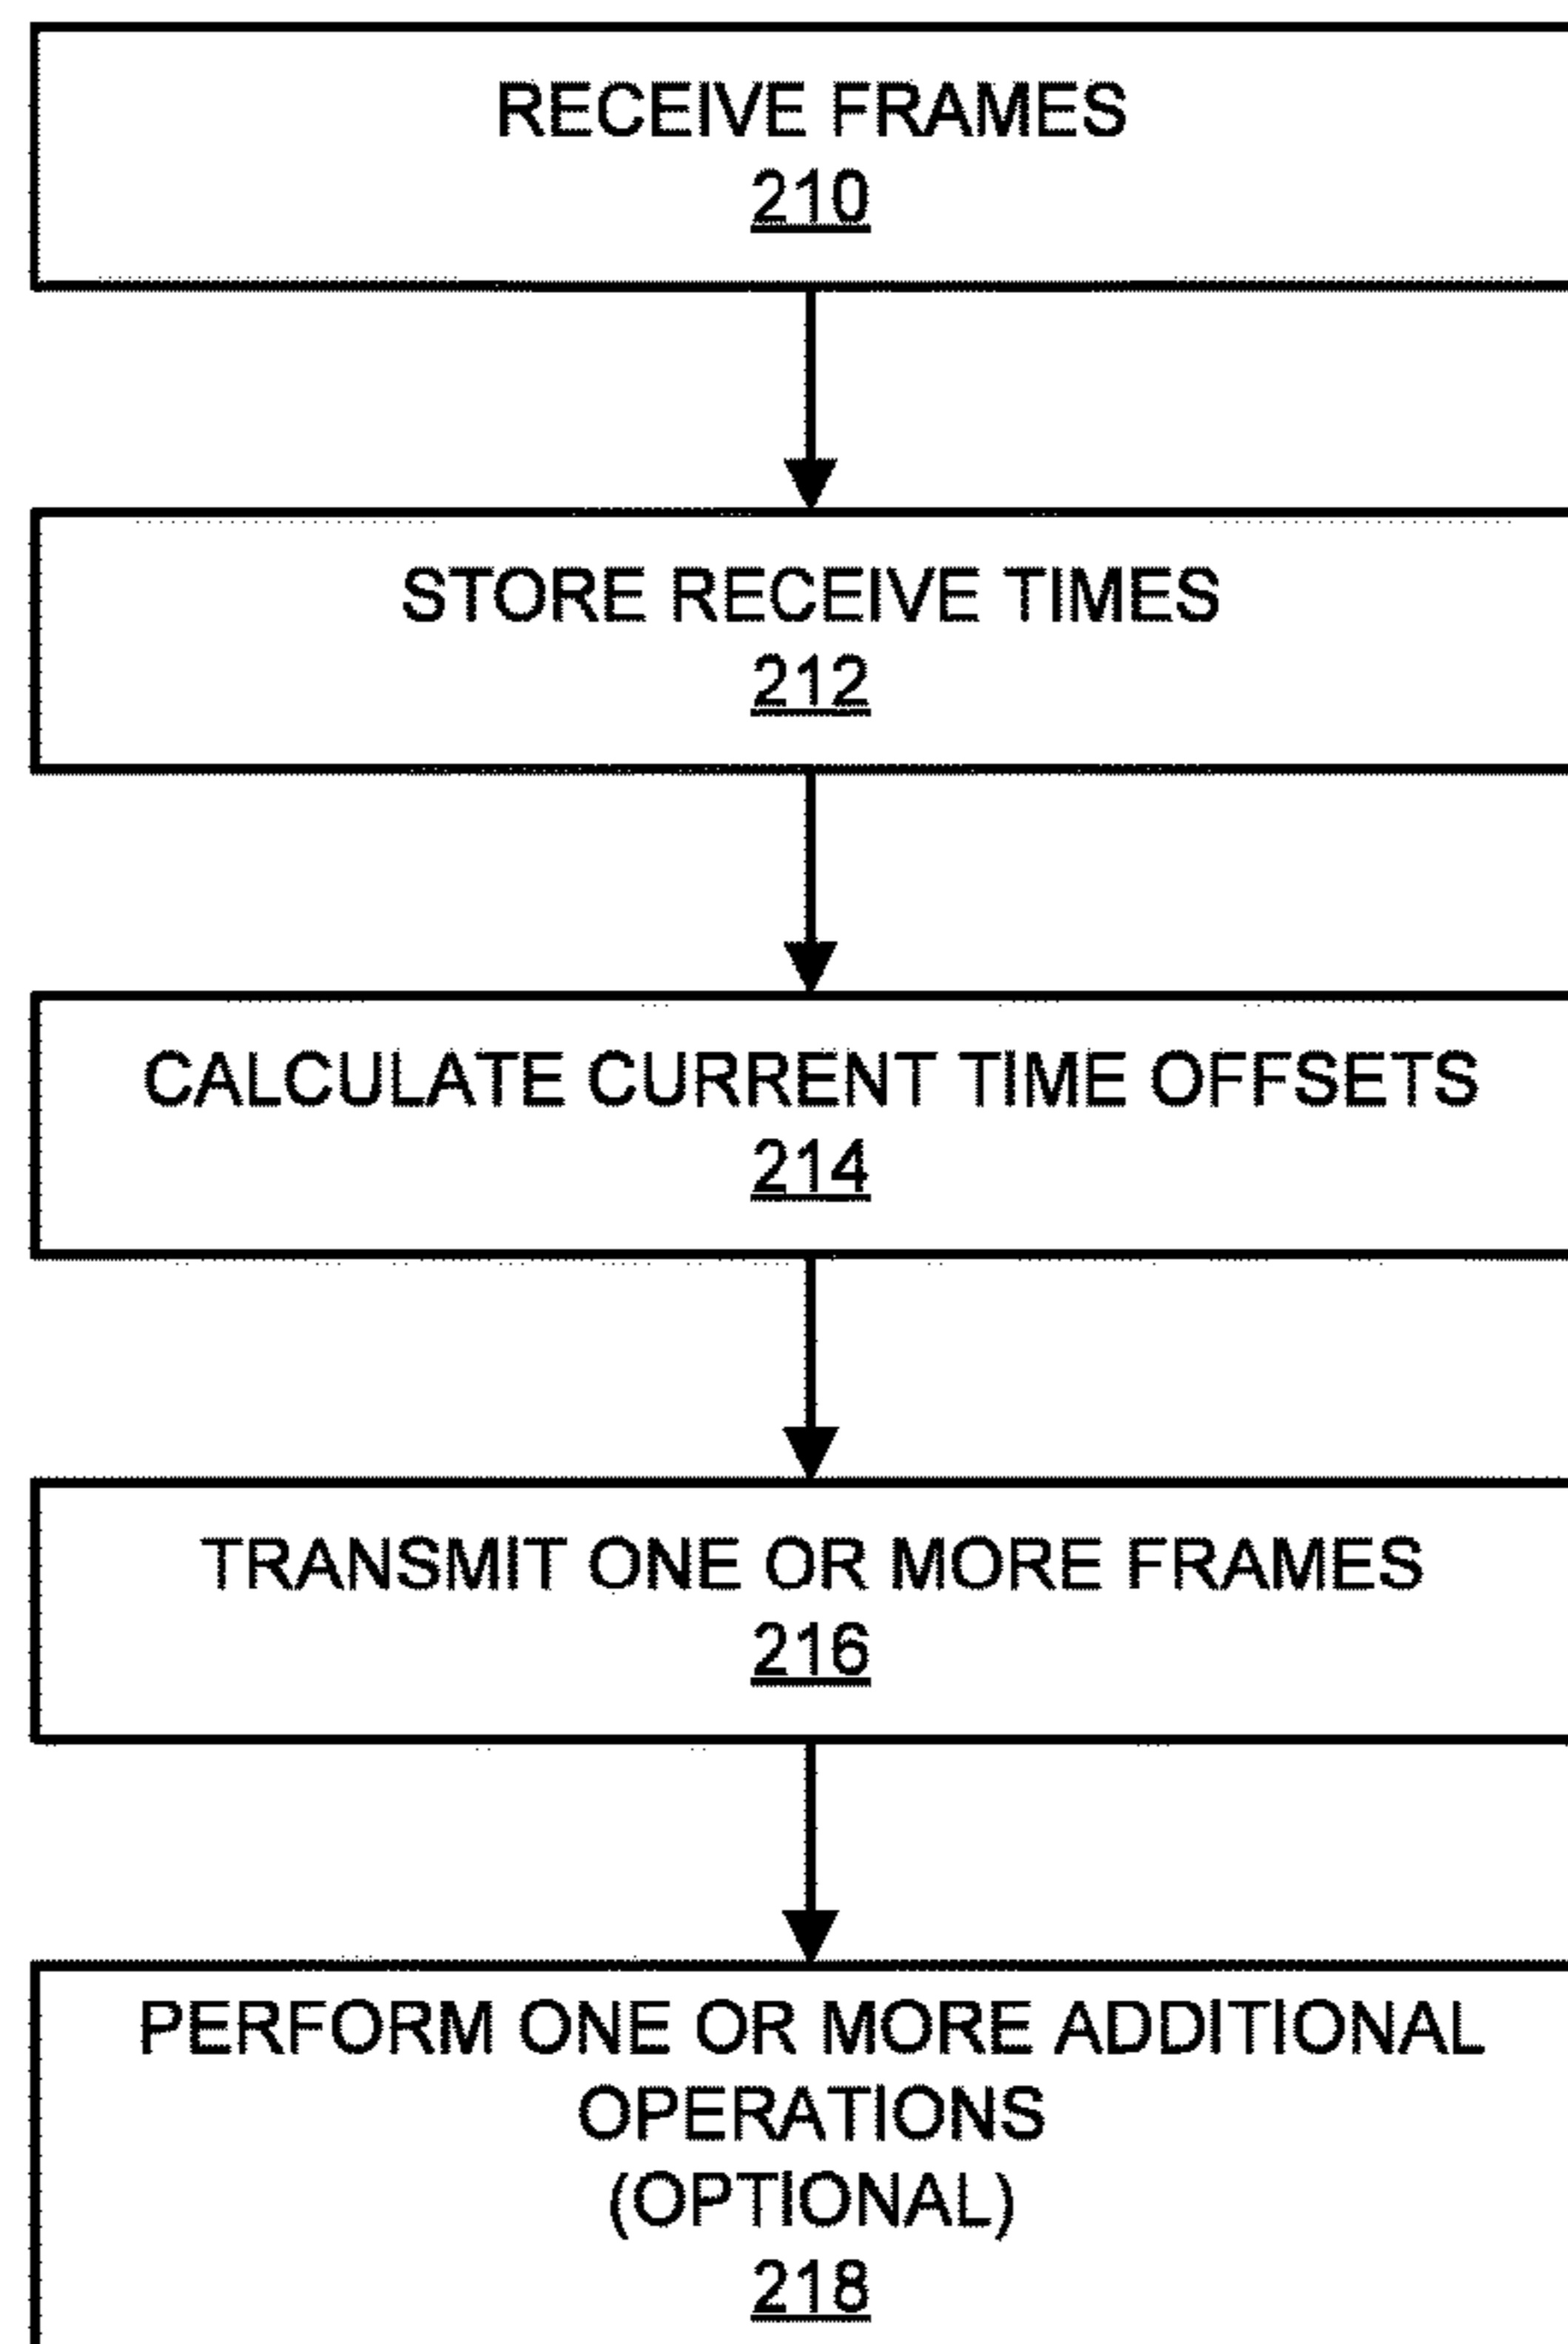 RECEIVE FRAMES
210
STORE RECEIVE TIMES
212
CALCULATE CURRENT TIME OFFSETS
214
TRANSMIT ONE OR MORE FRAMES
216
PERFORM ONE OR MORE ADDITIONAL
OPERATIONS
(OPTIONAL)
218